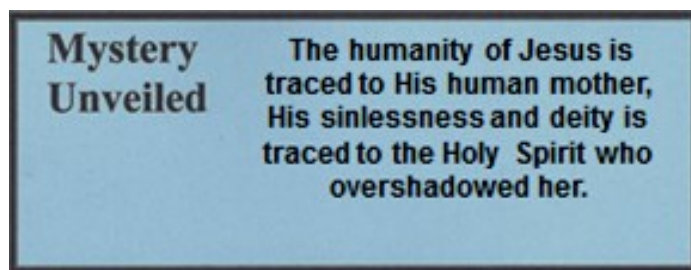 Mystery
Unveiled
The humanity of Jesus is
traced to His human mother,
His sinlessness and deity is
traced to the Holy Spirit who
overshadowed her.